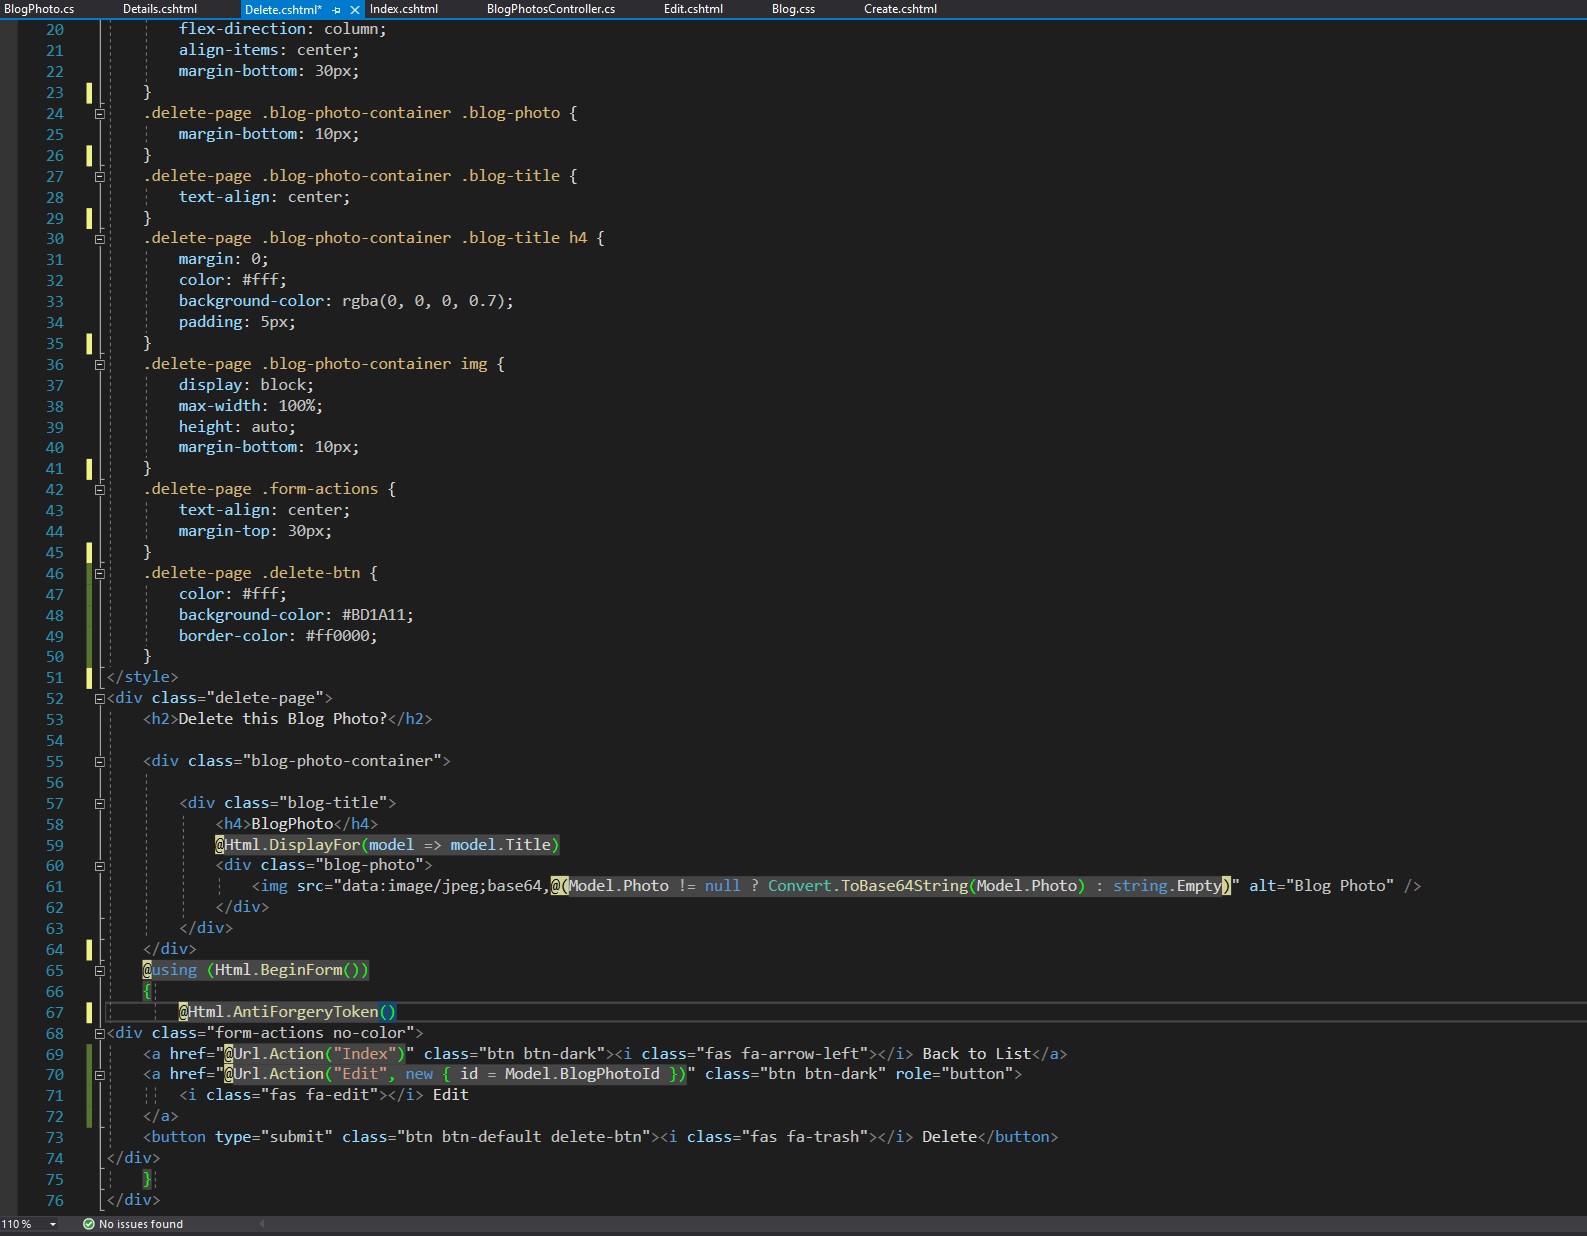 BlogPhoto.cs Details.cshtml Delete.cshtml* Index.cshtml BlogPhotosController.cs Edit.cshtml Blog.css Create.cshtml
20 flex-direction: column;
21 align-items: center;
22 margin-bottom: 30px;
23 }
24 .delete-page .blog-photo-container .blog-photo {
25 margin-bottom: 10px;
26 }
27 .delete-page .blog-photo-container .blog-title {
28 text-align: center;
29 }
30 .delete-page .blog-photo-container .blog-title h4 {
31 margin: 0;
32 color: #fff;
33 background-color: rgba(0, 0, 0, 0.7);
34 padding: 5px;
35 }
36 .delete-page .blog-photo-container img {
37 display: block;
38 max-width: 100%;
39 height: auto;
40 margin-bottom: 10px;
41 }
42 .delete-page .form-actions {
43 text-align: center;
44 margin-top: 30px;
45 }
46 .delete-page .delete-btn {
47 color: #fff;
48 background-color: #BD1A11;
49 border-color: #ff0000;
50 }
51 </style>
52 <div class="delete-page">
53 <h2>Delete this Blog Photo?</h2>
54
55 <div class="blog-photo-container">
56
57 <div class="blog-title">
58 <h4>BlogPhoto</h4>
59 @Html.DisplayFor(model => model.Title)
60 <div class="blog-photo">
61 <img src="data:image/jpeg;base64,@(Model.Photo != null ? Convert.ToBase64String(Model.Photo) : string.Empty)" alt="Blog Photo" />
62 </div>
63 </div>
64 </div>
65 @using (Html.BeginForm())
66 {
67 @Html.AntiForgeryToken()
68 <div class="form-actions no-color">
69 <a href="@Url.Action("Index")" class="btn btn-dark"><i class="fas fa-arrow-left"></i> Back to List</a>
70 <a href="@Url.Action("Edit", new { id = Model.BlogPhotoId })" class="btn btn-dark" role="button">
71 <i class="fas fa-edit"></i> Edit
72 </a>
73 <button type="submit" class="btn btn-default delete-btn"><i class="fas fa-trash"></i> Delete</button>
74 </div>
75 }
76 </div>
110 % No issues found